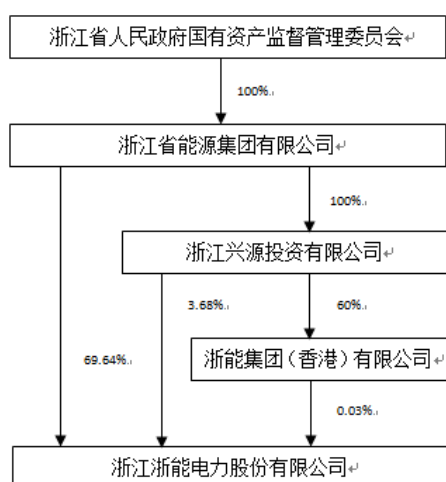 浙江省人民政府国有资产监督管理委员会
100%
浙江省能源集团有限公司
100%
浙江兴源投资有限公司
3.68%
60%
浙能集团（香港）有限公司
69.64%
0.03%
浙江浙能电力股份有限公司